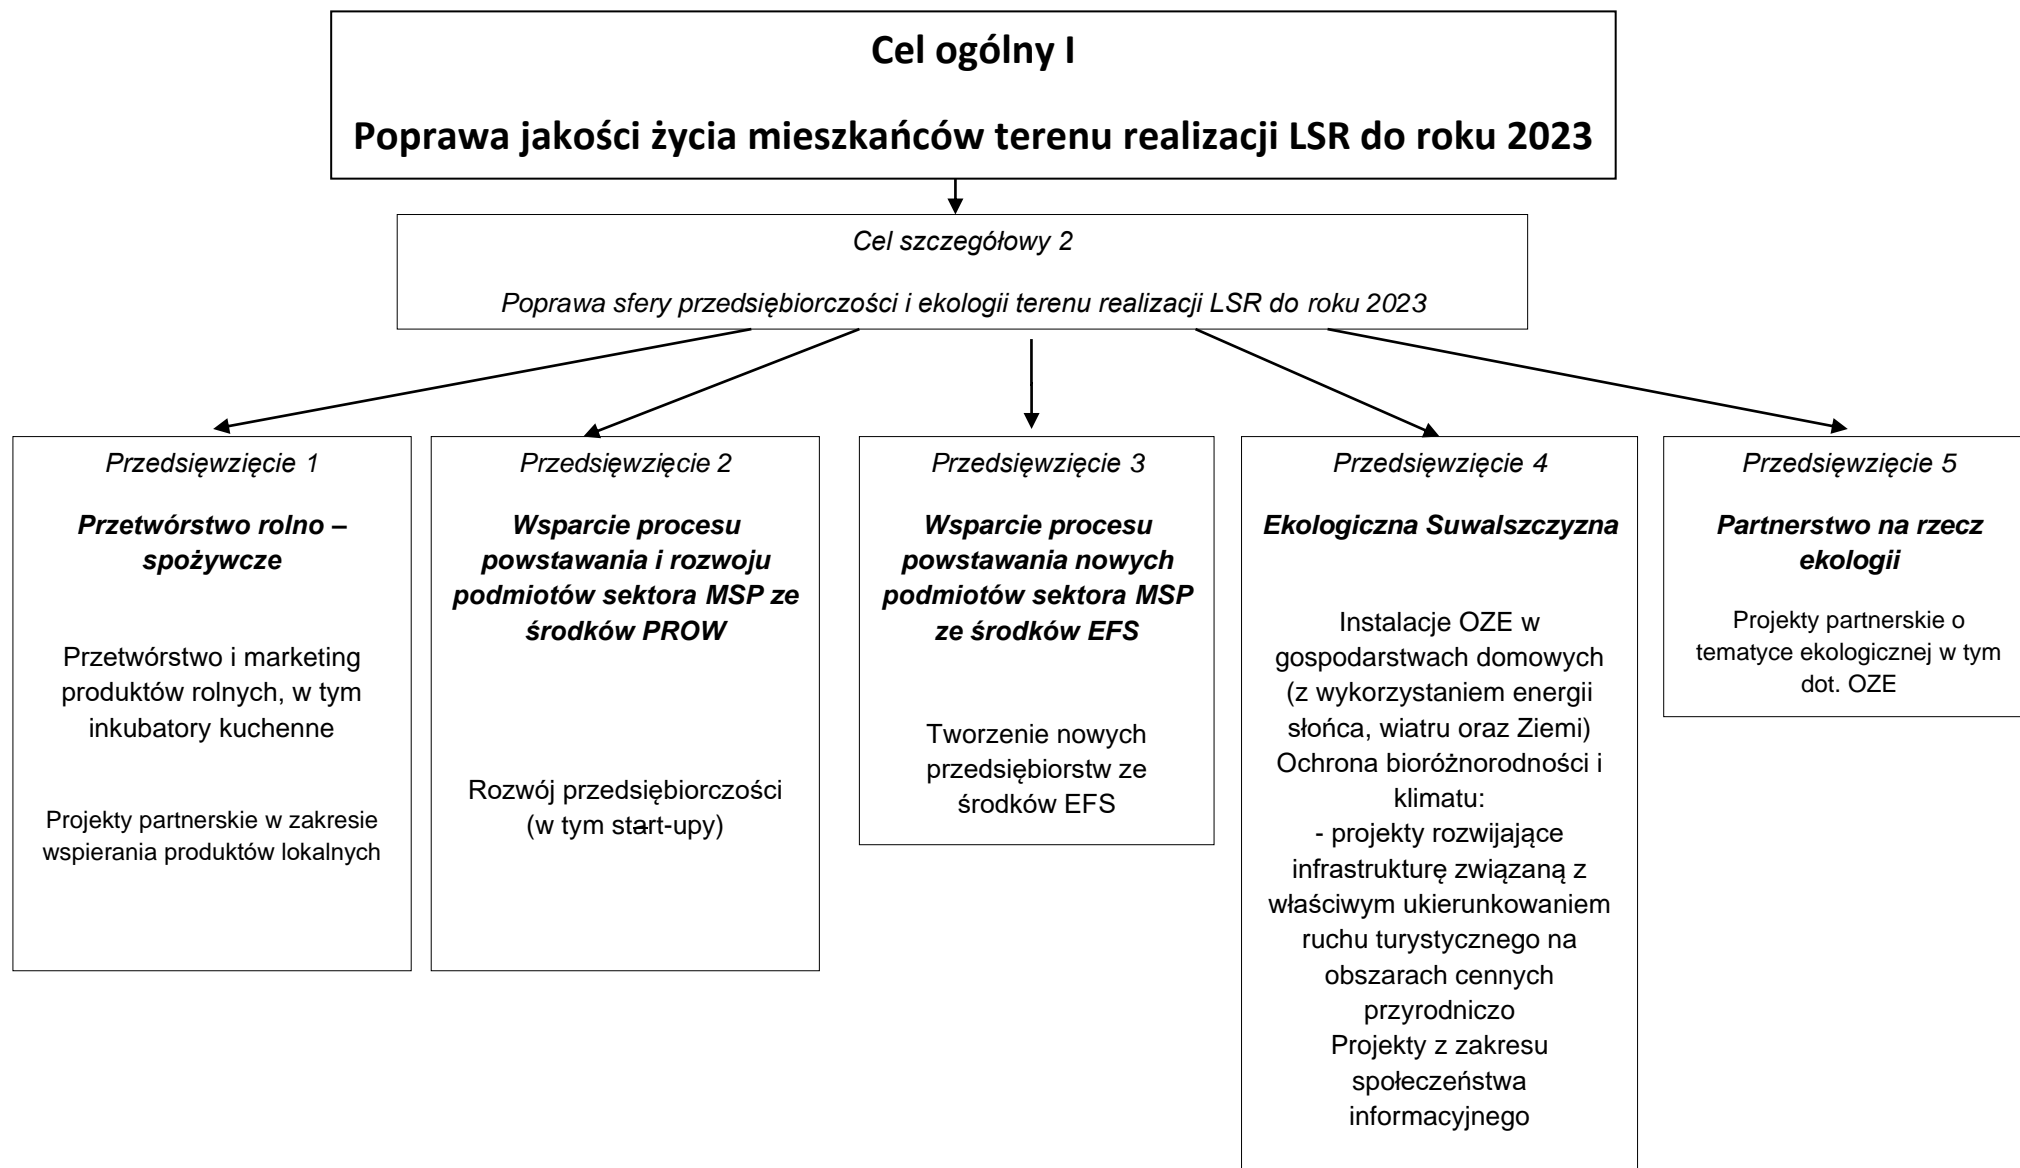 Cel ogólny I
Poprawa jakości życia mieszkańców terenu realizacji LSR do roku 2023
Cel szczegółowy 2
Poprawa sfery przedsiębiorczości i ekologii terenu realizacji LSR do roku 2023
Przedsięwzięcie 1
Przetwórstwo rolno –
spożywcze
Przetwórstwo i marketing
produktów rolnych, w tym
inkubatory kuchenne
Projekty partnerskie w zakresie
wspierania produktów lokalnych
Przedsięwzięcie 2
Wsparcie procesu
powstawania i rozwoju
podmiotów sektora MSP ze
środków PROW
Rozwój przedsiębiorczości
(w tym start-upy)
Przedsięwzięcie 3
Wsparcie procesu
powstawania nowych
podmiotów sektora MSP
ze środków EFS
Tworzenie nowych
przedsiębiorstw ze
środków EFS
Przedsięwzięcie 4
Ekologiczna Suwalszczyzna
Instalacje OZE w
gospodarstwach domowych
(z wykorzystaniem energii
słońca, wiatru oraz Ziemi)
Ochrona bioróżnorodności i
klimatu:
- projekty rozwijające
infrastrukturę związaną z
właściwym ukierunkowaniem
ruchu turystycznego na
obszarach cennych
przyrodniczo
Projekty z zakresu
społeczeństwa
informacyjnego
Przedsięwzięcie 5
Partnerstwo na rzecz
ekologii
Projekty partnerskie o
tematyce ekologicznej w tym
dot. OZE